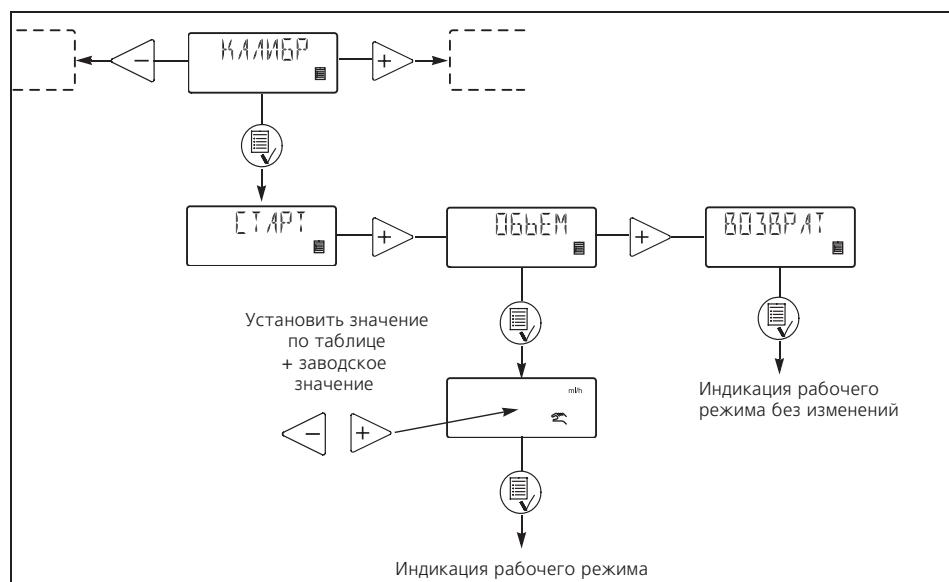 КАЛИБР
СТАРТ
ОБЬЕМ
ВОЗВРАТ
Установить значение
по таблице
+ заводское
значение
ml/h
Индикация рабочего
режима без изменений
Индикация рабочего режима